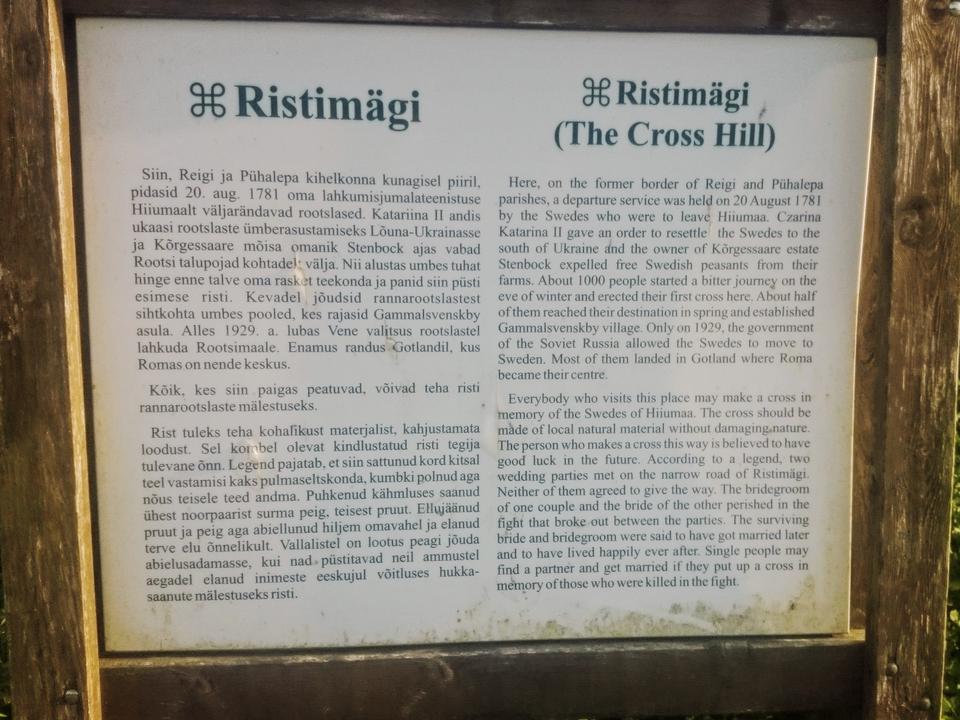 ⌘ Ristimägi
Siin, Reigi ja Pühalepa kihelkonna kunagisel piiril,
pidasid 20. aug. 1781 oma lahkumisjumalateenistuse
Hiiumaalt väljarändavad rootslased. Katariina II andis
ukaasi rootslaste ümberasustamiseks Lõuna-Ukrainasse
ja Kõrgessaare mõisa omanik Stenbock ajas vabad
Rootsi talupojad kohtadelt välja. Nii alustas umbes tuhat
hinge enne talve oma rasket teekonda ja panid siin püsti
esimese risti. Kevadel jõudsid rannarootslastest
sihtkohta umbes pooled, kes rajasid Gammalsvenskby
asula. Alles 1929. a. lubas Vene valitsus rootslastel
lahkuda Rootsimaale. Enamus randus Gotlandil, kus
Romas on nende keskus.
Kõik, kes siin paigas peatuvad, võivad teha risti
rannarootslaste mälestuseks.
Rist tuleks teha kohalikust materjalist, kahjustamata
loodust. Sel kombel olevat kindlustatud risti tegija
tulevane õnn. Legend pajatab, et siin sattunud kord kitsal
teel vastamisi kaks pulmaseltskonda, kumbki polnud aga
nõus teisele teed andma. Puhkenud kähmluses saanud
ühest noorpaarist surma peig, teisest pruut. Ellujäänud
pruut ja peig aga abiellunud hiljem omavahel ja elanud
terve elu õnnelikult. Vallalistel on lootus peagi jõuda
abielusadamasse, kui nad püstitavad neil ammustel
aegadel elanud inimeste eeskujul võitluses hukka-
saanute mälestuseks risti.
⌘ Ristimägi
(The Cross Hill)
Here, on the former border of Reigi and Pühalepa
parishes, a departure service was held on 20 August 1781
by the Swedes who were to leave Hiiumaa. Czarina
Katarina II gave an order to resettle the Swedes to the
south of Ukraine and the owner of Kõrgessaare estate
Stenbock expelled free Swedish peasants from their
farms. About 1000 people started a bitter journey on the
eve of winter and erected their first cross here. About half
of them reached their destination in spring and established
Gammalsvenskby village. Only on 1929, the government
of the Soviet Russia allowed the Swedes to move to
Sweden. Most of them landed in Gotland where Roma
became their centre.
Everybody who visits this place may make a cross in
memory of the Swedes of Hiiumaa. The cross should be
made of local natural material without damaging nature.
The person who makes a cross this way is believed to have
good luck in the future. According to a legend, two
wedding parties met on the narrow road of Ristimägi.
Neither of them agreed to give the way. The bridegroom
of one couple and the bride of the other perished in the
fight that broke out between the parties. The surviving
bride and bridegroom were said to have got married later
and to have lived happily ever after. Single people may
find a partner and get married if they put up a cross in
memory of those who were killed in the fight.